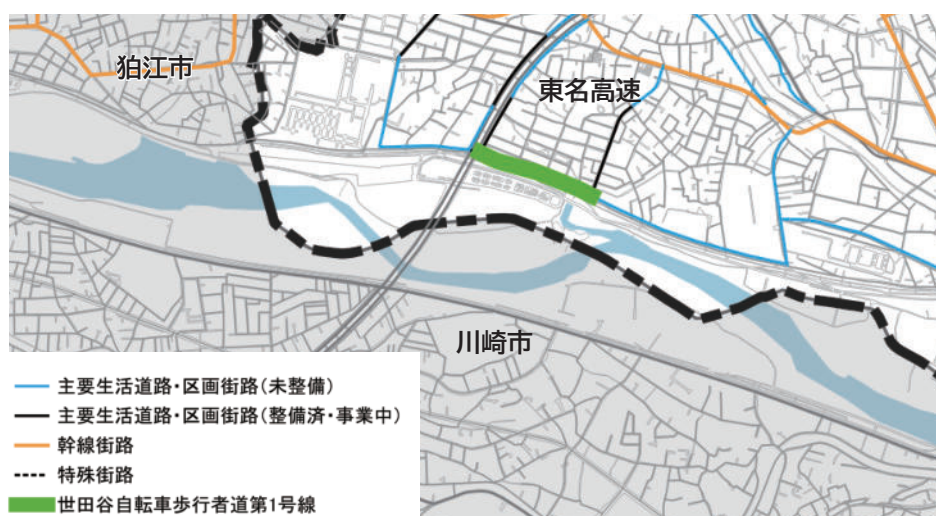 狛江市
東名高速
川崎市
主要生活道路・区画街路(未整備)
主要生活道路・区画街路(整備済・事業中)
幹線街路
特殊街路
世田谷自転車歩行者道第1号線